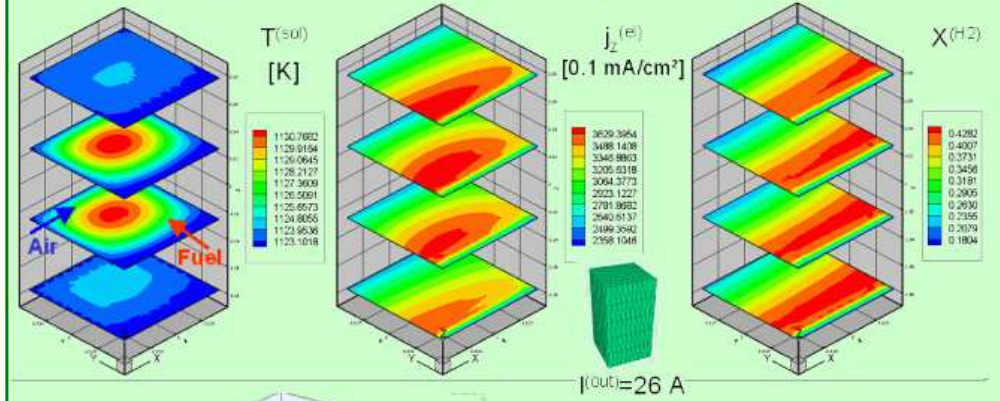 T(sol)
[K]
1130.7682
1129.9164
1129.0645
1128.2127
1127.3609
1126.5091
1125.6573
1124.8055
1123.9536
1123.1018
Air
Fuel
Y
X
jz(el)
[0.1 mA/cm²]
3629.3954
3488.1408
3346.8863
3205.6318
3064.3773
2923.1227
2781.8682
2640.6137
2499.3592
2358.1046
Y
X
X(H2)
0.4282
0.4007
0.3731
0.3456
0.3181
0.2905
0.2630
0.2355
0.2079
0.1804
Y
X
I(out)=26 A